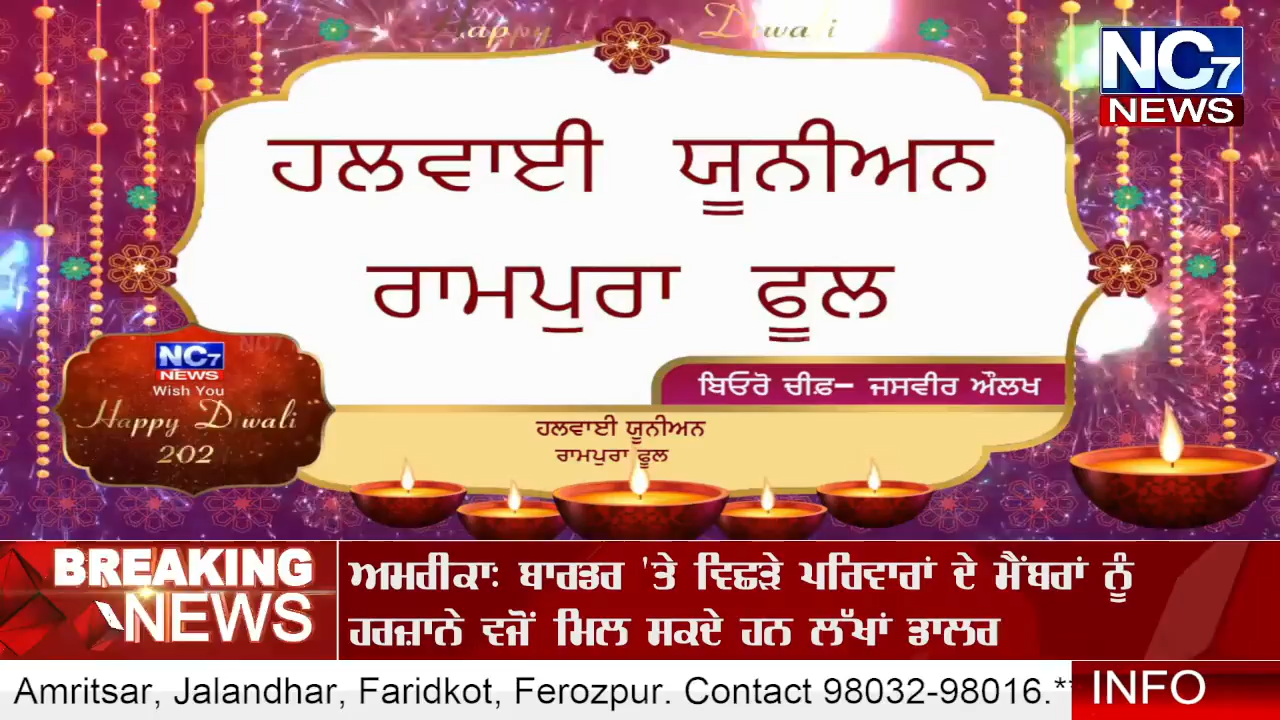 Happy Diwali
NC7
NEWS
ਹਲਵਾਈ ਯੂਨੀਅਨ
ਰਾਮਪੁਰਾ ਫੂਲ
NC7
NEWS
Wish You
Happy Diwali
202
ਬਿਓਰੋ ਚੀਫ਼– ਜਸਵੀਰ ਔਲਖ
ਹਲਵਾਈ ਯੂਨੀਅਨ
ਰਾਮਪੁਰਾ ਫੂਲ
BREAKING
NEWS
ਅਮਰੀਕਾ: ਬਾਰਡਰ 'ਤੇ ਵਿਛੜੇ ਪਰਿਵਾਰਾਂ ਦੇ ਮੈਂਬਰਾਂ ਨੂੰ
ਹਰਜ਼ਾਨੇ ਵਜੋਂ ਮਿਲ ਸਕਦੇ ਹਨ ਲੱਖਾਂ ਡਾਲਰ
Amritsar, Jalandhar, Faridkot, Ferozpur. Contact 98032-98016.**
INFO